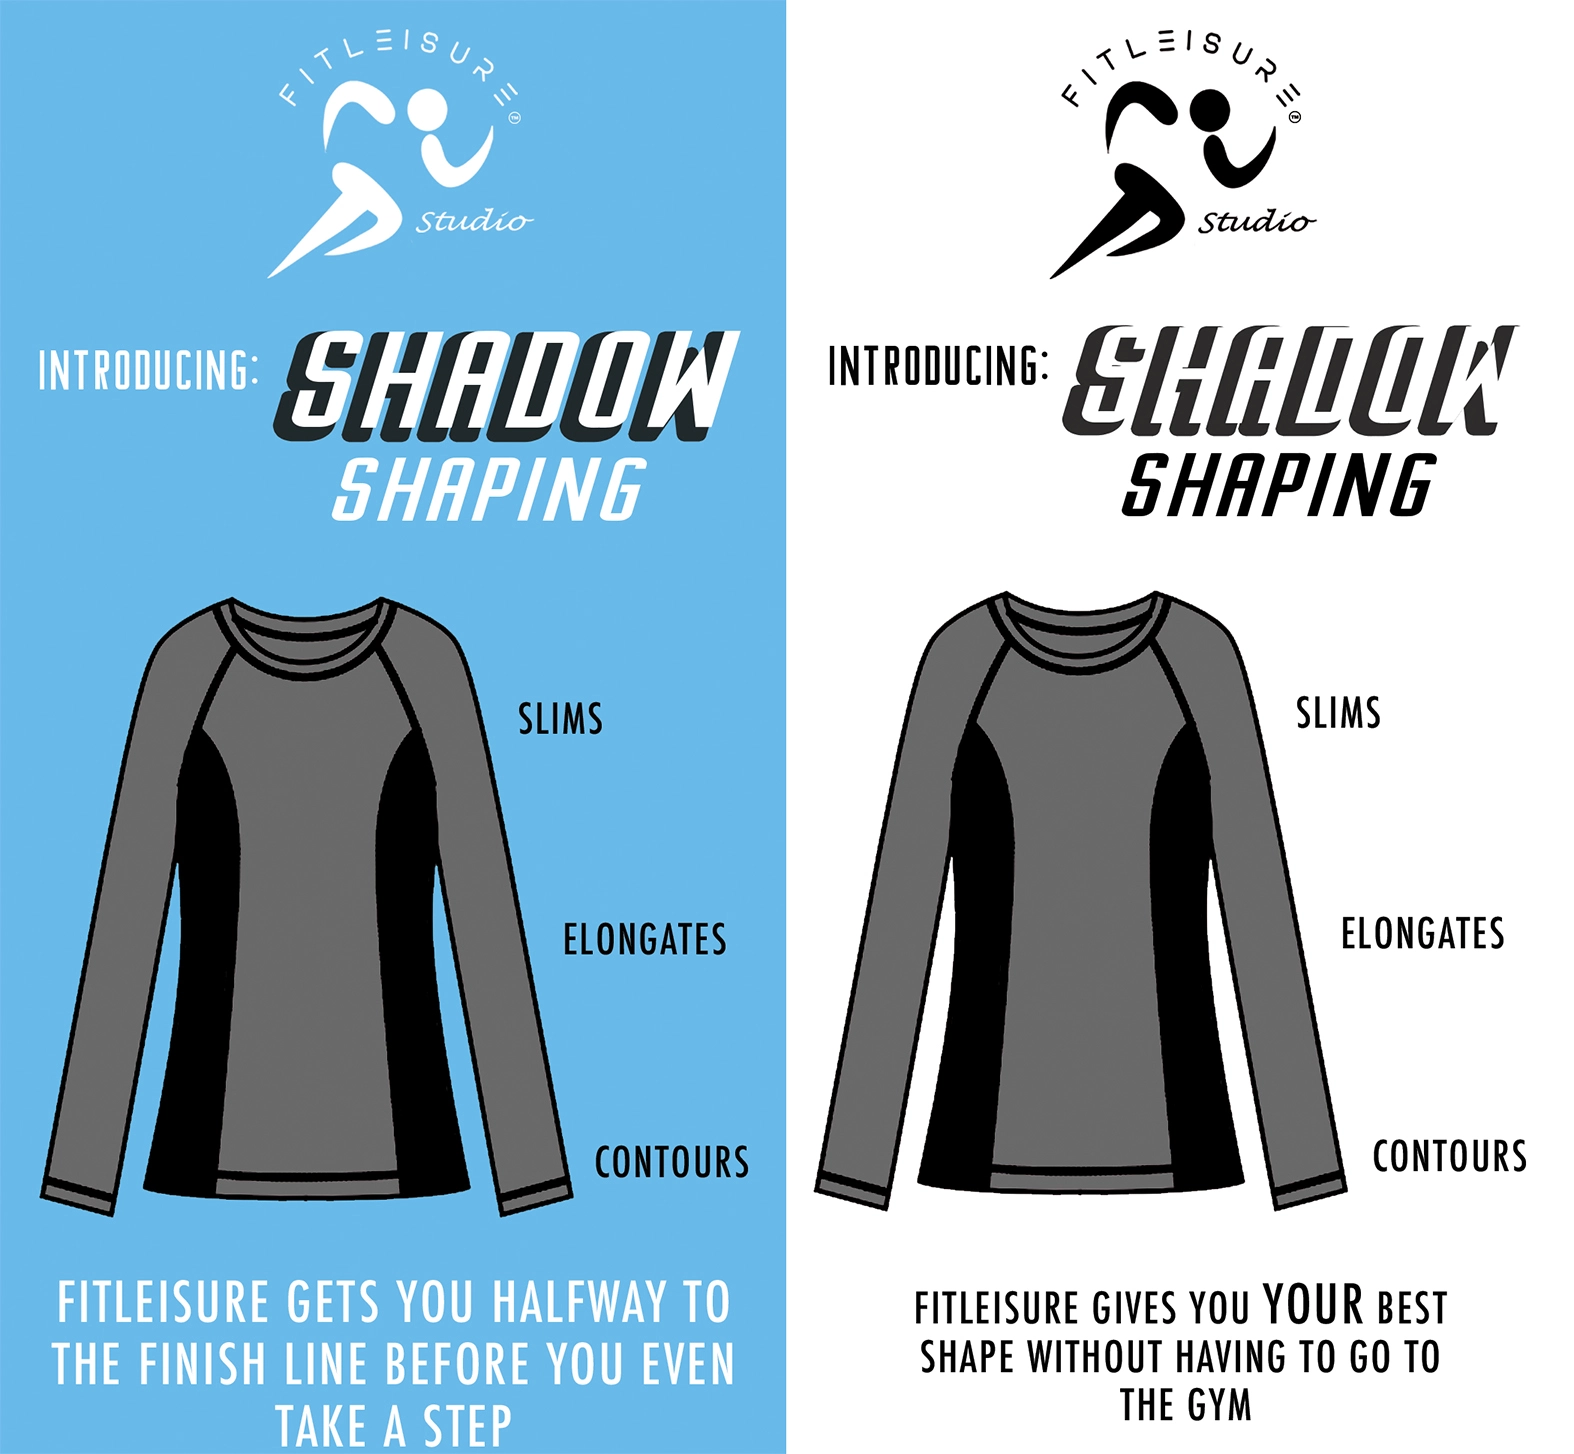 FITLEISURE
TM
Studio
INTRODUCING: SHADOW
SHAPING
SLIMS
ELONGATES
CONTOURS
FITLEISURE GETS YOU HALFWAY TO
THE FINISH LINE BEFORE YOU EVEN
TAKE A STEP
FITLEISURE
TM
Studio
INTRODUCING: SHADOW
SHAPING
SLIMS
ELONGATES
CONTOURS
FITLEISURE GIVES YOU YOUR BEST
SHAPE WITHOUT HAVING TO GO TO
THE GYM